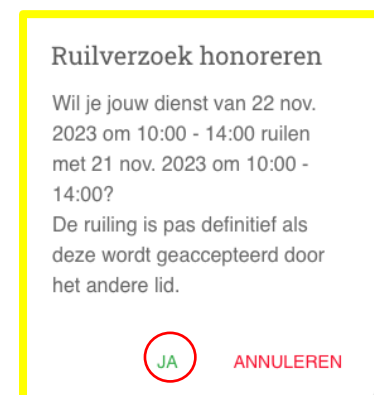 Ruilverzoek honoreren
Wil je jouw dienst van 22 nov.
2023 om 10:00 - 14:00 ruilen
met 21 nov. 2023 om 10:00 -
14:00?
De ruiling is pas definitief als
deze wordt geaccepteerd door
het andere lid.
JA ANNULEREN